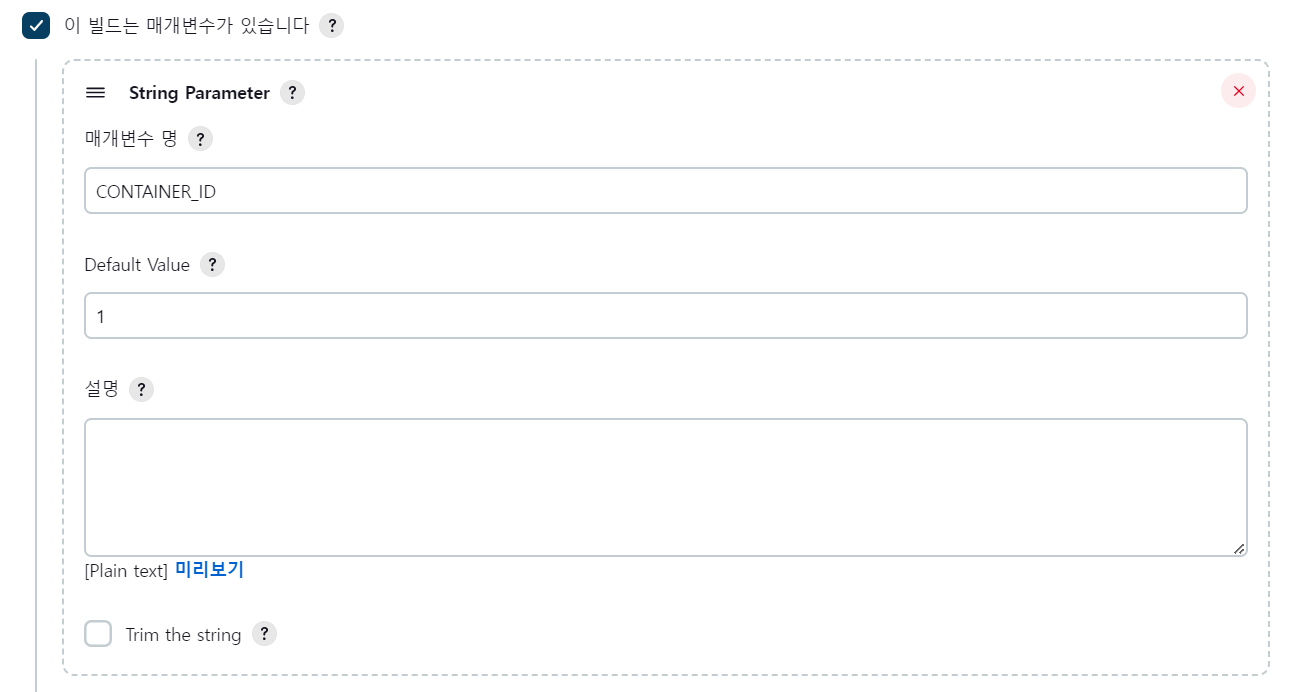 이 빌드는 매개변수가 있습니다 ?
String Parameter ?
매개변수 명 ?
CONTAINER_ID
Default Value ?
1
설명 ?
[Plain text] 미리보기
Trim the string ?